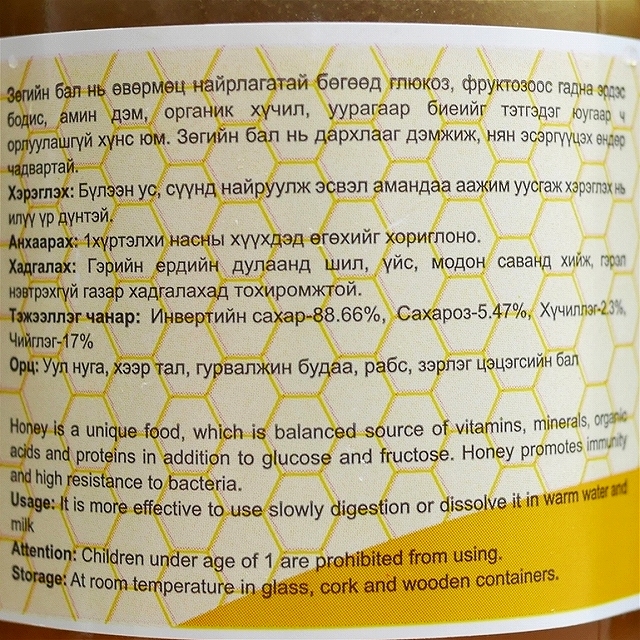 Зөгийн бал нь өвөрмөц найрлагатай бөгөөд глюкоз, фруктозоос гадна эрдэс
бодис, амин дэм, органик хүчил, уурагаар биеийг тэтгэдэг юугаар ч
орлуулашгүй хүнс юм. Зөгийн бал нь дархлааг дэмжиж, нян эсэргүүцэх өндөр
чадвартай.
Хэрэглэх: Бүлээн ус, сүүнд найруулж эсвэл амандаа аажим уусгаж хэрэглэх нь
илүү үр дүнтэй.
Анхаарах: 1хүртэлхи насны хүүхдэд өгөхийг хориглоно.
Хадгалах: Гэрийн ердийн дулаанд шил, үйс, модон саванд хийж, гэрэл
нэвтрэхгүй газар хадгалахад тохиромжтой.
Тэжээллэг чанар: Инвертийн сахар-88.66%, Сахароз-5.47%, Хүчиллэг-2.3%,
Чийглэг-17%
Орц: Уул нуга, хээр тал, гурвалжин будаа, рабс, зэрлэг цэцэгсийн бал
Honey is a unique food, which is balanced source of vitamins, minerals, organic
acids and proteins in addition to glucose and fructose. Honey promotes immunity
and high resistance to bacteria.
Usage: It is more effective to use slowly digestion or dissolve it in warm water and
milk
Attention: Children under age of 1 are prohibited from using.
Storage: At room temperature in glass, cork and wooden containers.